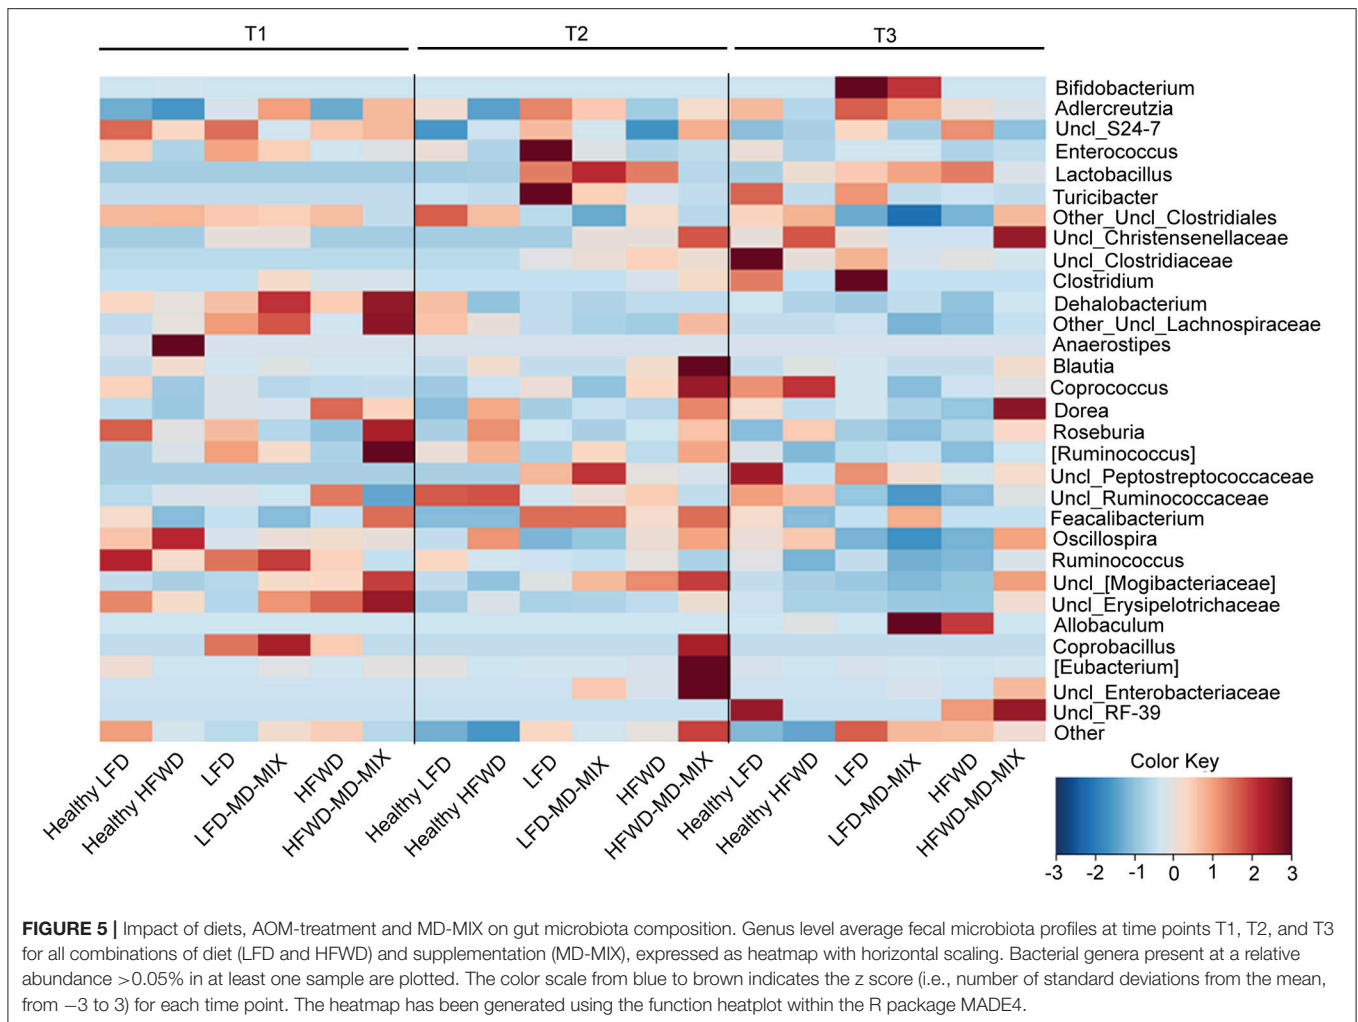 T1 T2 T3
Bifidobacterium
Adlercreutzia
Uncl_S24-7
Enterococcus
Lactobacillus
Turicibacter
Other_Uncl_Clostridiales
Uncl_Christensenellaceae
Uncl_Clostridiaceae
Clostridium
Dehalobacterium
Other_Uncl_Lachnospiraceae
Anaerostipes
Blautia
Coprococcus
Dorea
Roseburia
[Ruminococcus]
Uncl_Peptostreptococcaceae
Uncl_Ruminococcaceae
Feacalibacterium
Oscillospira
Ruminococcus
Uncl_[Mogibacteriaceae]
Uncl_Erysipelotrichaceae
Allobaculum
Coprobacillus
[Eubacterium]
Uncl_Enterobacteriaceae
Uncl_RF-39
Other
Healthy LFD
Healthy HFWD
LFD
LFD-MD-MIX
HFWD
HFWD-MD-MIX
Healthy LFD
Healthy HFWD
LFD
LFD-MD-MIX
HFWD
HFWD-MD-MIX
Healthy LFD
Healthy HFWD
LFD
LFD-MD-MIX
HFWD
HFWD-MD-MIX
Color Key
-3 -2 -1 0 1 2 3
FIGURE 5 | Impact of diets, AOM-treatment and MD-MIX on gut microbiota composition. Genus level average fecal microbiota profiles at time points T1, T2, and T3
for all combinations of diet (LFD and HFWD) and supplementation (MD-MIX), expressed as heatmap with horizontal scaling. Bacterial genera present at a relative
abundance >0.05% in at least one sample are plotted. The color scale from blue to brown indicates the z score (i.e., number of standard deviations from the mean,
from −3 to 3) for each time point. The heatmap has been generated using the function heatplot within the R package MADE4.